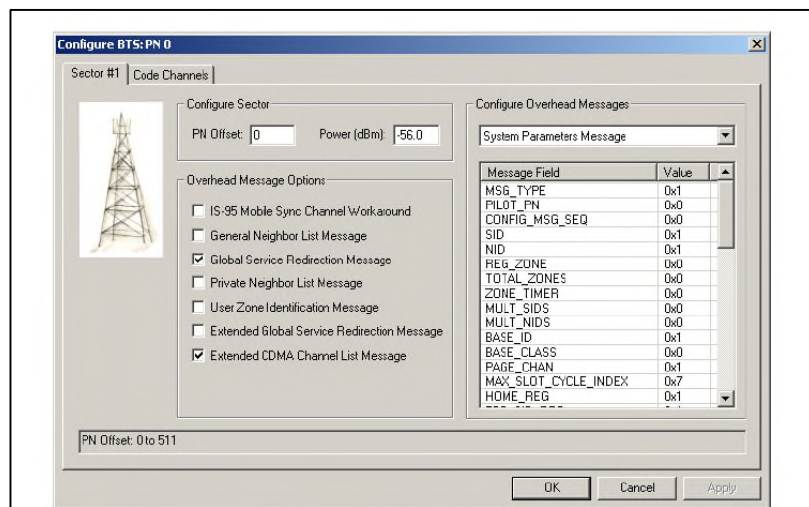 Configure BTS: PN 0
Sector #1
Code Channels
Configure Sector
PN Offset: 0
Power (dBm): -56.0
Overhead Message Options
IS-95 Mobile Sync Channel Workaround
General Neighbor List Message
Global Service Redirection Message
Private Neighbor List Message
User Zone Identification Message
Extended Global Service Redirection Message
Extended CDMA Channel List Message
Configure Overhead Messages
System Parameters Message
Message Field Value
MSG_TYPE 0x1
PILOT_PN 0x0
CONFIG_MSG_SEQ 0x0
SID 0x1
NID 0x1
REG_ZONE 0x0
TOTAL_ZONES 0x0
ZONE_TIMER 0x0
MULT_SIDS 0x0
MULT_NIDS 0x0
BASE_ID 0x1
BASE_CLASS 0x0
PAGE_CHAN 0x1
MAX_SLOT_CYCLE_INDEX 0x7
HOME_REG 0x1
PN Offset: 0 to 511
OK
Cancel
Apply